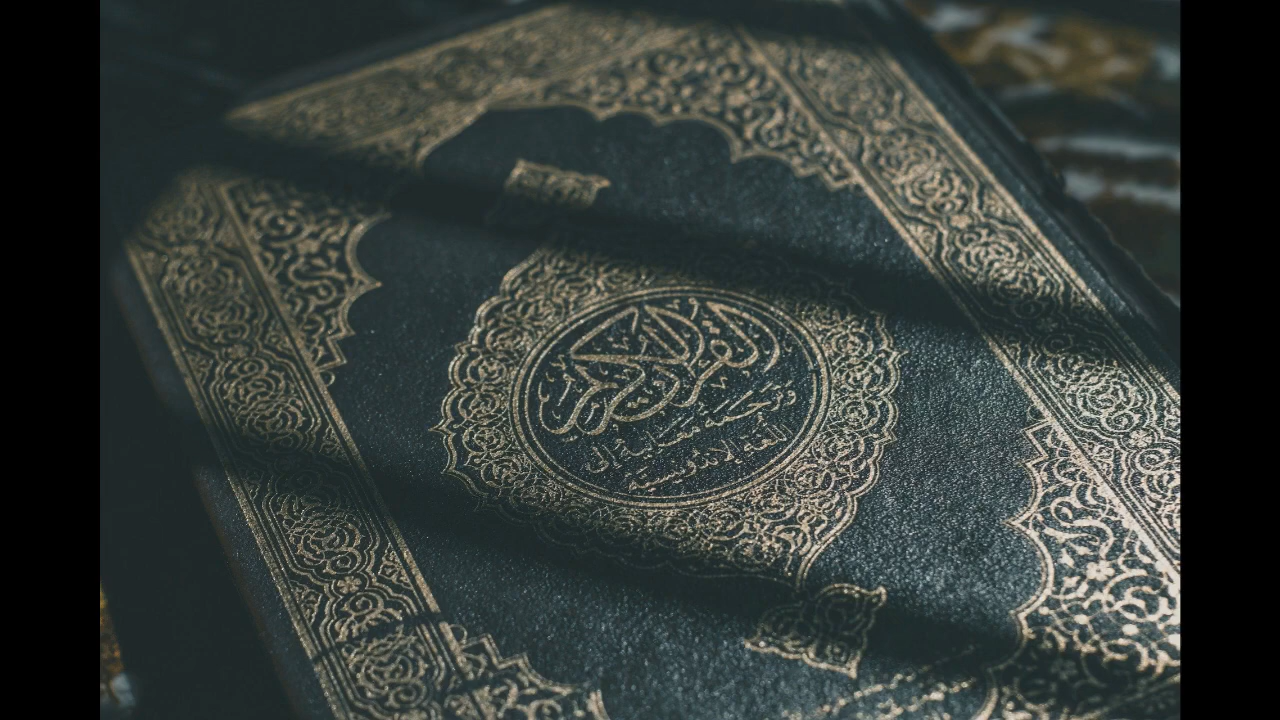 القرآن الكريم
وترجمة معانيه إلى
اللغة الإندونيسية